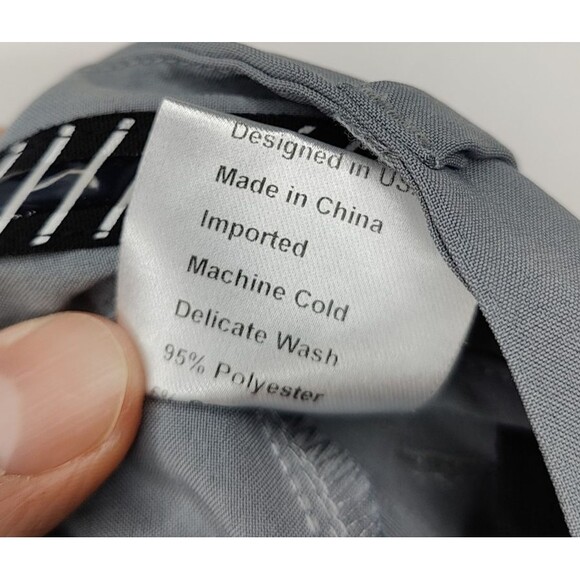 Designed in US
Made in China
Imported
Machine Cold
Delicate Wash
95% Polyester